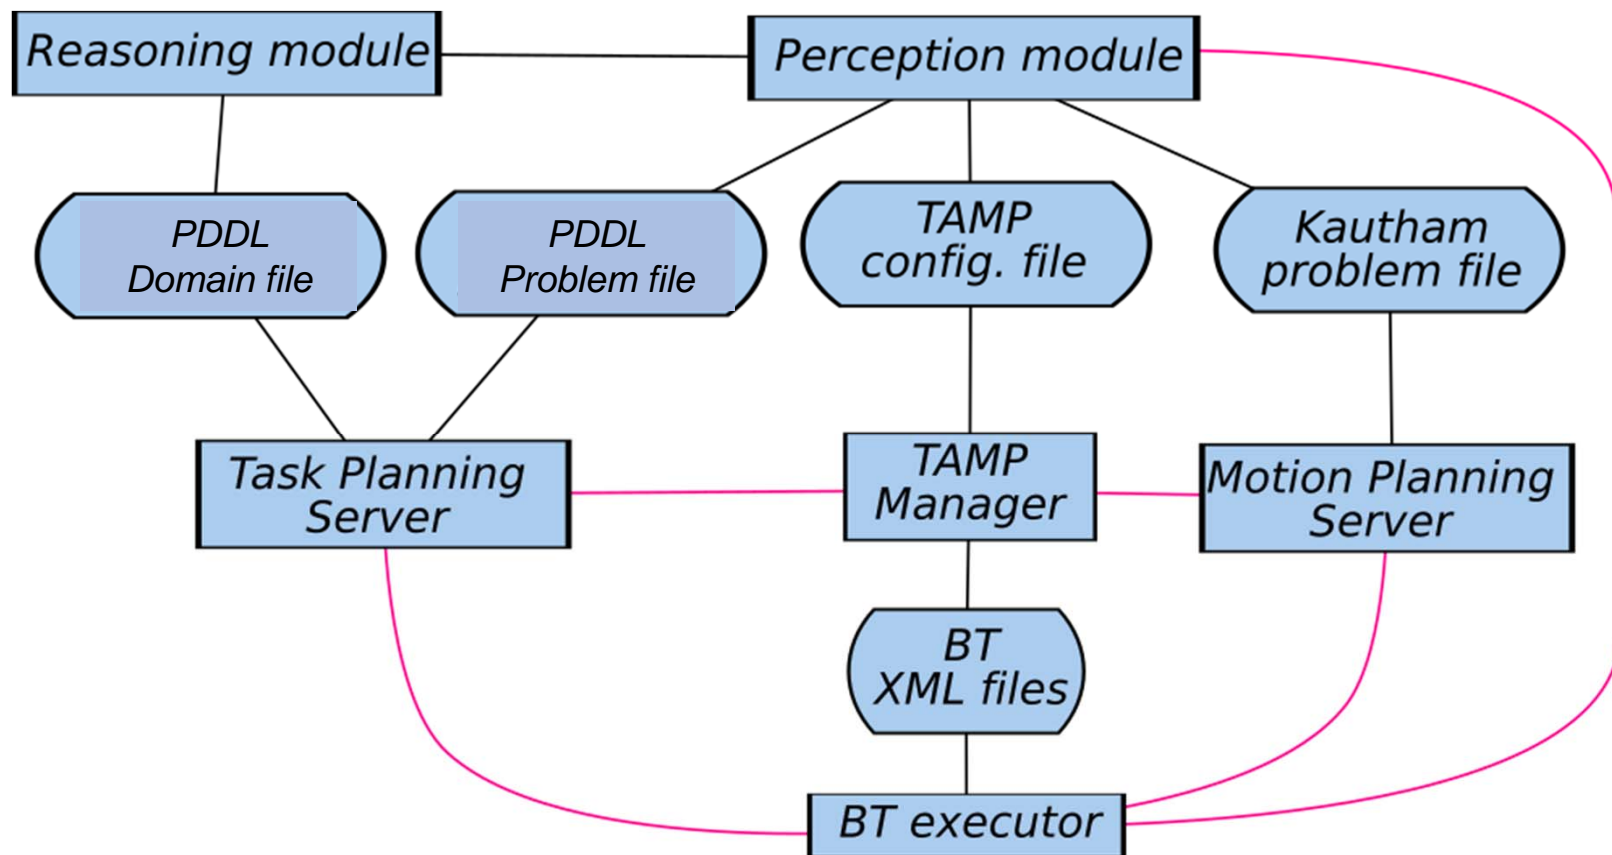 Reasoning module
Perception module
PDDL
Domain file
PDDL
Problem file
TAMP
config. file
Kautham
problem file
Task Planning
Server
TAMP
Manager
Motion Planning
Server
BT
XML files
BT executor